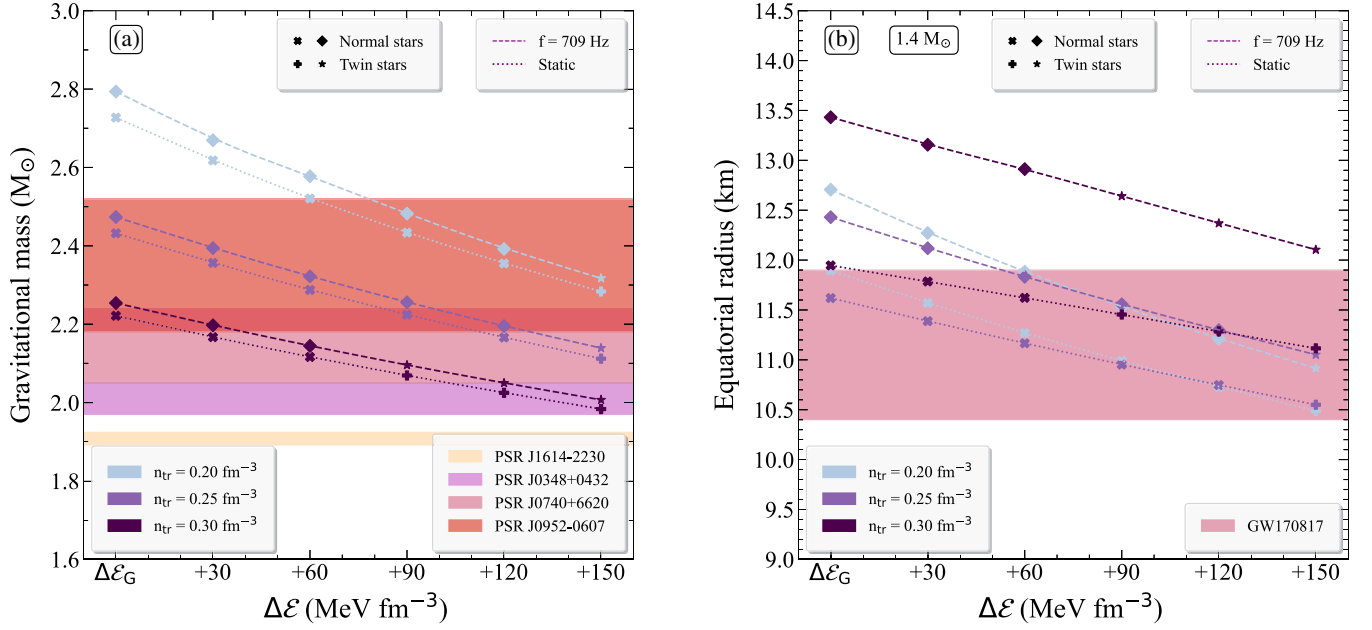 (a)
Normal stars
Twin stars
f = 709 Hz
Static
3.0
2.8
2.6
2.4
2.2
2.0
1.8
1.6
Gravitational mass (M⊙)
n_tr = 0.20 fm⁻³
n_tr = 0.25 fm⁻³
n_tr = 0.30 fm⁻³
PSR J1614-2230
PSR J0348+0432
PSR J0740+6620
PSR J0952-0607
Δℰ_G +30 +60 +90 +120 +150
Δℰ (MeV fm⁻³)
(b)
1.4 M⊙
Normal stars
Twin stars
f = 709 Hz
Static
14.5
14.0
13.5
13.0
12.5
12.0
11.5
11.0
10.5
10.0
9.5
9.0
Equatorial radius (km)
n_tr = 0.20 fm⁻³
n_tr = 0.25 fm⁻³
n_tr = 0.30 fm⁻³
GW170817
Δℰ_G +30 +60 +90 +120 +150
Δℰ (MeV fm⁻³)